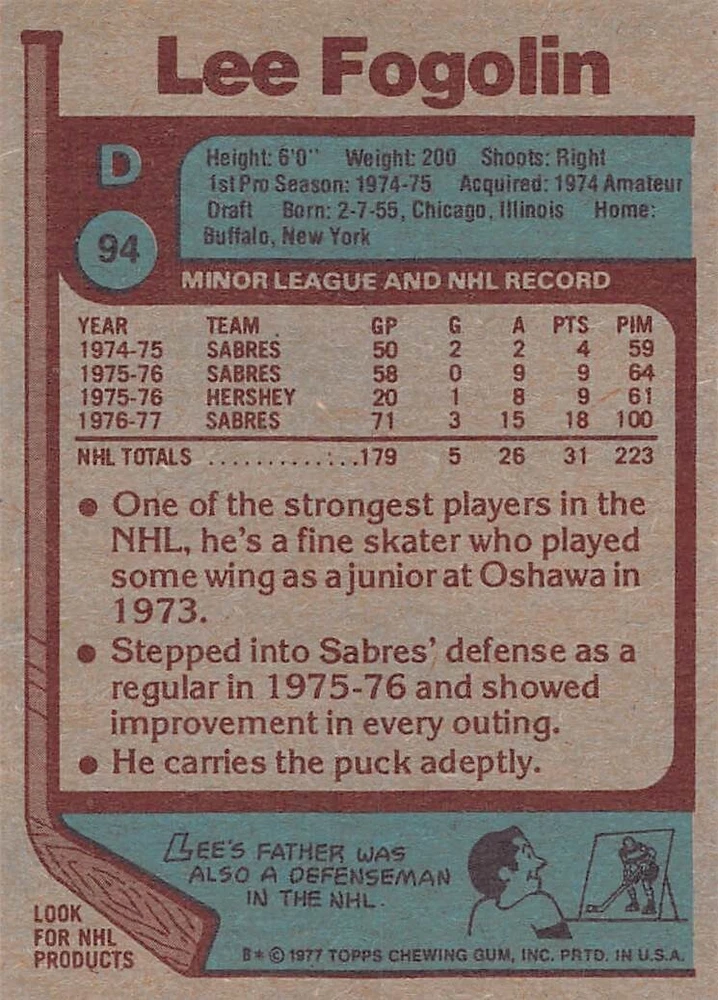 Lee Fogolin
D
94
Height: 6'0" Weight: 200 Shoots: Right
1st Pro Season: 1974-75 Acquired: 1974 Amateur
Draft Born: 2-7-55, Chicago, Illinois Home:
Buffalo, New York
MINOR LEAGUE AND NHL RECORD
YEAR TEAM GP G A PTS PIM
1974-75 SABRES 50 2 2 4 59
1975-76 SABRES 58 0 9 9 64
1975-76 HERSHEY 20 1 8 9 61
1976-77 SABRES 71 3 15 18 100
NHL TOTALS ..............179 5 26 31 223
● One of the strongest players in the
NHL, he's a fine skater who played
some wing as a junior at Oshawa in
1973.
● Stepped into Sabres' defense as a
regular in 1975-76 and showed
improvement in every outing.
● He carries the puck adeptly.
LEE'S FATHER WAS
ALSO A DEFENSEMAN
IN THE NHL.
LOOK
FOR NHL
PRODUCTS
B* © 1977 TOPPS CHEWING GUM, INC. PRTD. IN U.S.A.